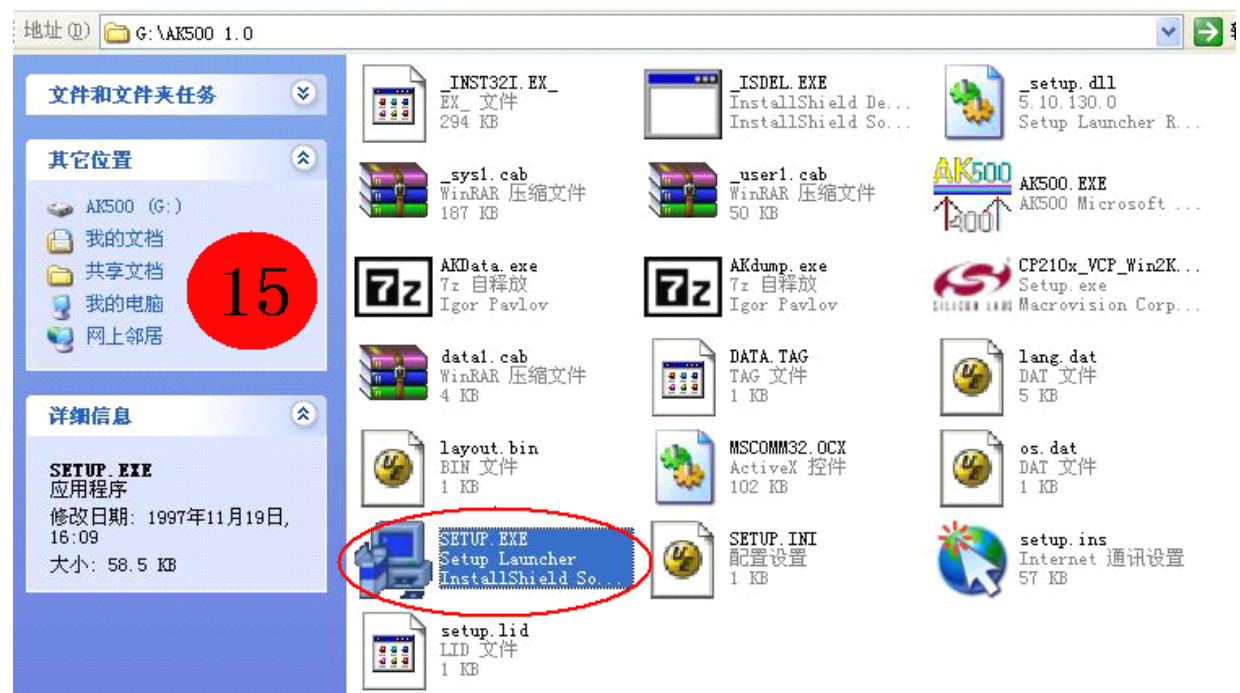 地址(D)
G:\AK500 1.0
文件和文件夹任务
其它位置
AK500 (G:)
我的文档
共享文档
我的电脑
网上邻居
15
详细信息
SETUP.EXE
应用程序
修改日期: 1997年11月19日,
16:09
大小: 58.5 KB
_INST32I.EX_
EX_ 文件
294 KB
_ISDEL.EXE
InstallShield De...
InstallShield So...
_setup.dll
5.10.130.0
Setup Launcher R...
_sys1.cab
WinRAR 压缩文件
187 KB
_user1.cab
WinRAR 压缩文件
50 KB
AK500
1400
AK500.EXE
AK500 Microsoft ...
7z
AKData.exe
7z 自释放
Igor Pavlov
7z
AKdump.exe
7z 自释放
Igor Pavlov
SILICON LABS
CP210x_VCP_Win2K...
Setup.exe
Macrovision Corp...
data1.cab
WinRAR 压缩文件
4 KB
DATA.TAG
TAG 文件
1 KB
lang.dat
DAT 文件
5 KB
layout.bin
BIN 文件
1 KB
MSCOMM32.OCX
ActiveX 控件
102 KB
os.dat
DAT 文件
1 KB
SETUP.EXE
Setup Launcher
InstallShield So...
SETUP.INI
配置设置
1 KB
setup.ins
Internet 通讯设置
57 KB
setup.lid
LID 文件
1 KB